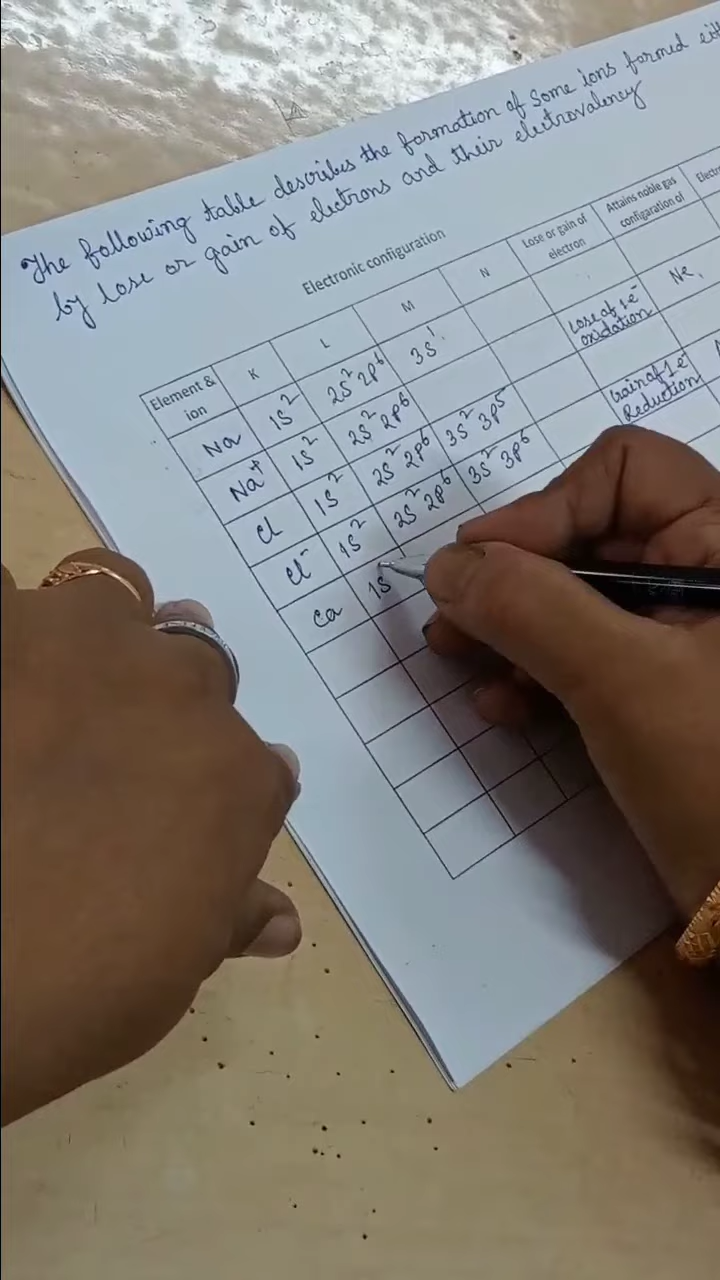 The following table describes the formation of Some ions formed
by lose or gain of electrons and their electrovalency
Electronic configuration
Element & ion K L M N Lose or gain of electron Attains noble gas configaration of
Na 1S² 2S² 2P⁶ 3S¹ Lose of 1e⁻ oxidation Ne
Na⁺ 1S² 2S² 2P⁶
Cl 1S² 2S² 2P⁶ 3S² 3P⁵ Gain of 1e⁻ Reduction
Cl⁻ 1S² 2S² 2P⁶ 3S² 3P⁶
Ca 1S